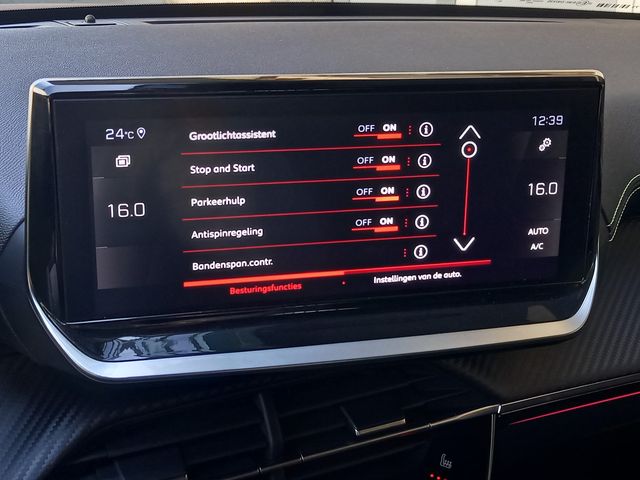 24°C
12:39
Grootlichtassistent OFF ON
Stop and Start OFF ON
Parkeerhulp OFF ON
Antispinregeling OFF ON
Bandenspan.contr.
16.0
16.0
AUTO
A/C
Besturingsfuncties
Instellingen van de auto.